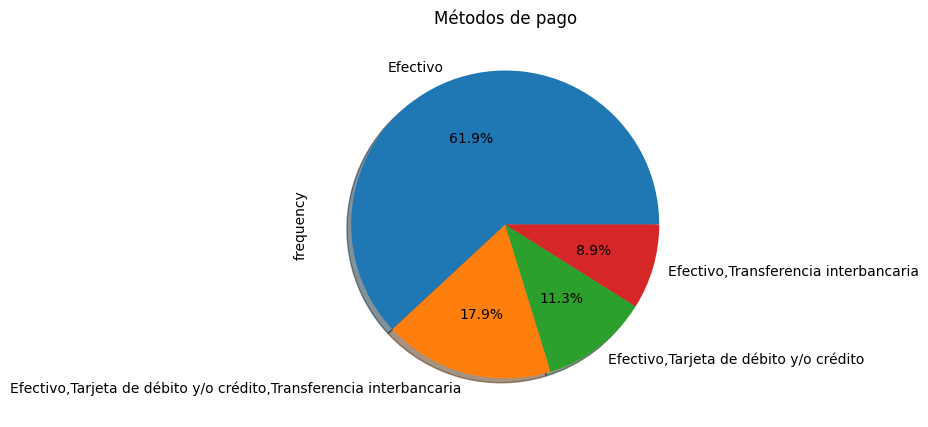 Métodos de pago
Efectivo
61.9%
frequency
8.9%
Efectivo,Transferencia interbancaria
11.3%
17.9%
Efectivo,Tarjeta de débito y/o crédito
Efectivo,Tarjeta de débito y/o crédito,Transferencia interbancaria